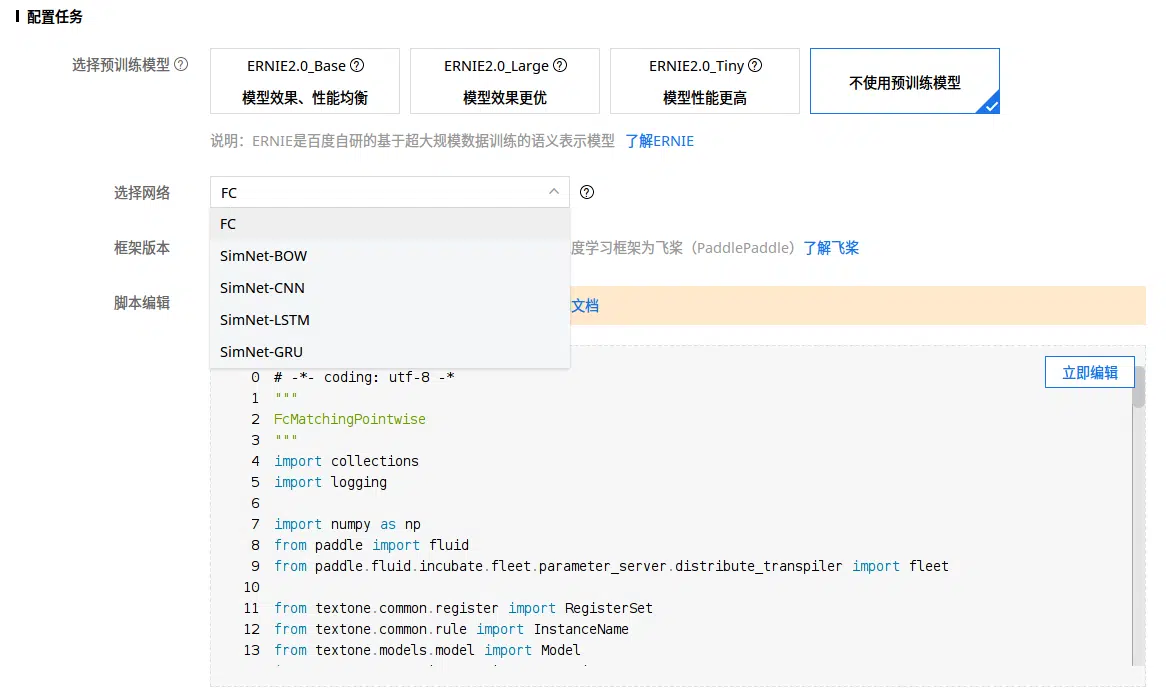 配置任务
选择预训练模型
ERNIE2.0_Base
模型效果、性能均衡
ERNIE2.0_Large
模型效果更优
ERNIE2.0_Tiny
模型性能更高
不使用预训练模型
说明：ERNIE是百度自研的基于超大规模数据训练的语义表示模型 了解ERNIE
选择网络
FC
FC
SimNet-BOW
SimNet-CNN
SimNet-LSTM
SimNet-GRU
框架版本
度学习框架为飞桨（PaddlePaddle）了解飞桨
脚本编辑
文档
立即编辑
0 # -*- coding: utf-8 -*
1 """
2 FcMatchingPointwise
3 """
4 import collections
5 import logging
6
7 import numpy as np
8 from paddle import fluid
9 from paddle.fluid.incubate.fleet.parameter_server.distribute_transpiler import fleet
10
11 from textone.common.register import RegisterSet
12 from textone.common.rule import InstanceName
13 from textone.models.model import Model